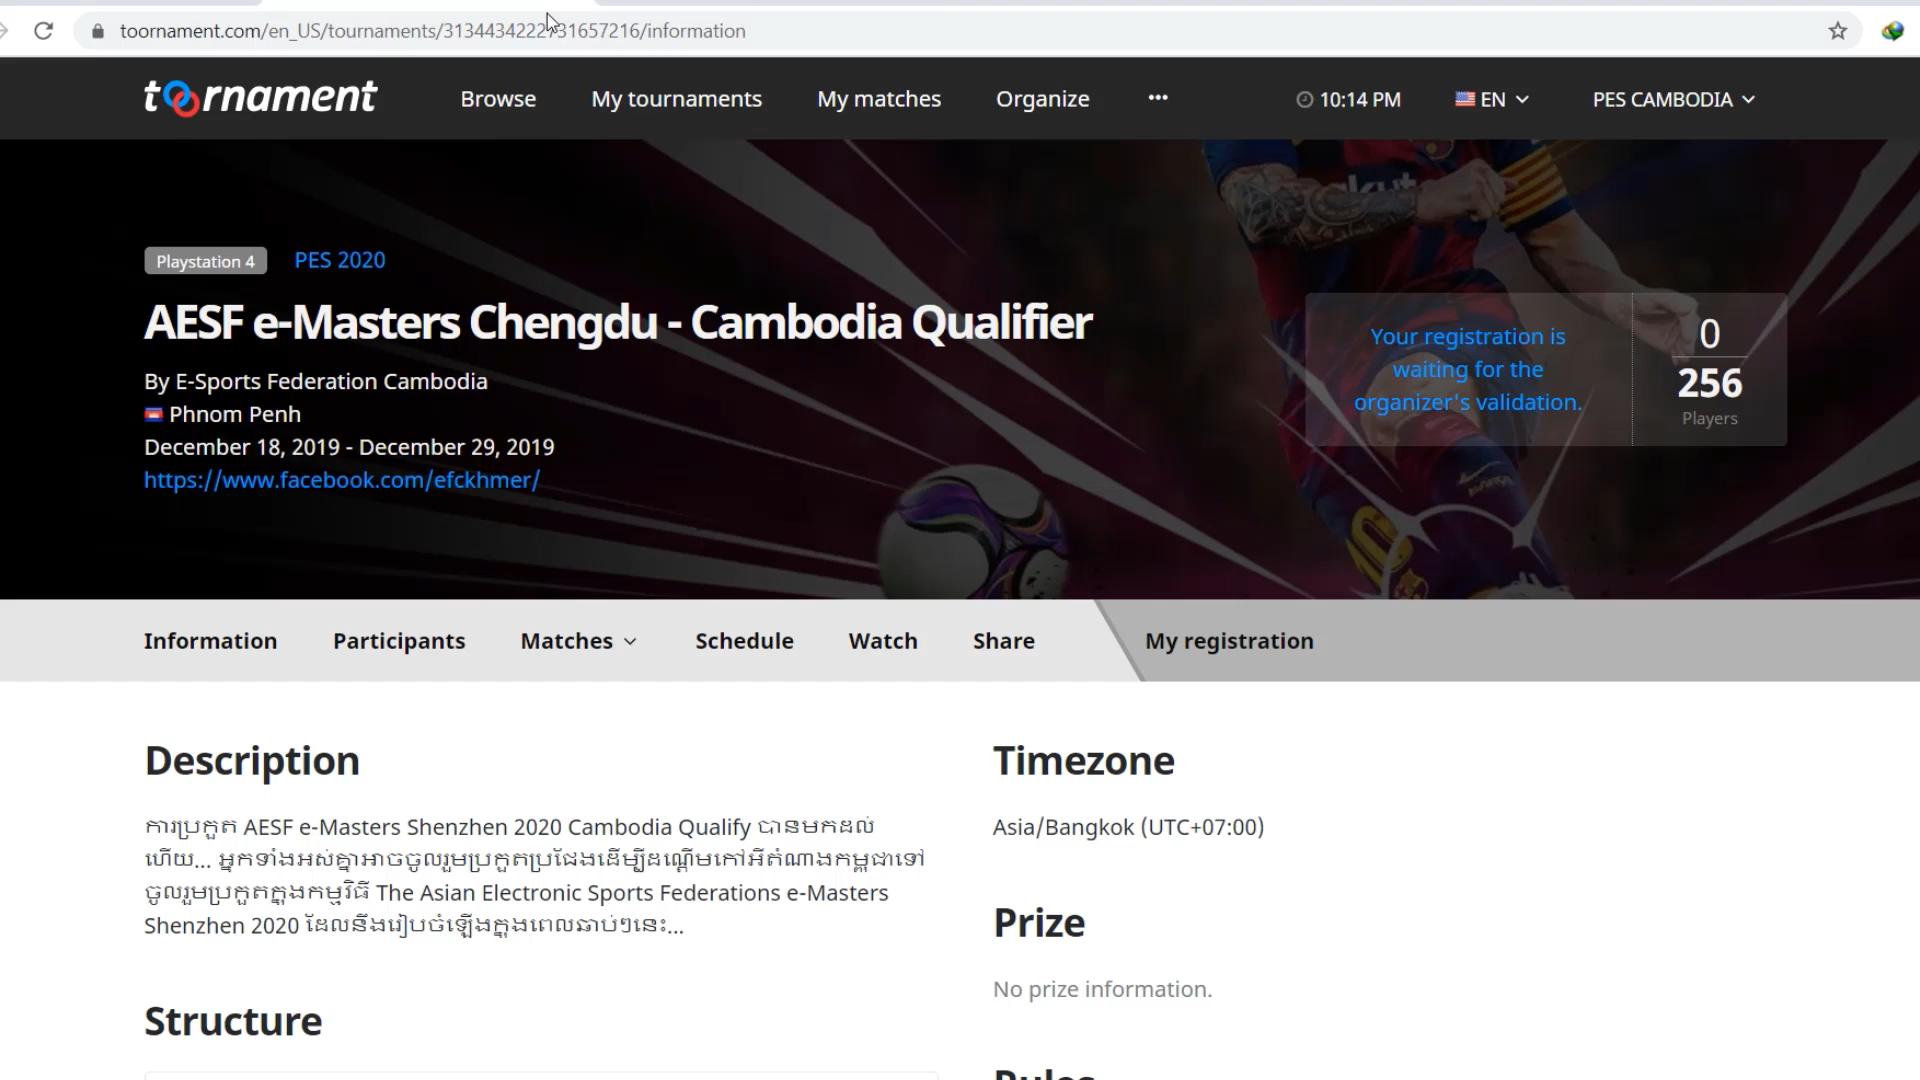 toornament.com/en_US/tournaments/3134434222731657216/information
toornament
Browse
My tournaments
My matches
Organize
10:14 PM
EN
PES CAMBODIA
Playstation 4
PES 2020
AESF e-Masters Chengdu - Cambodia Qualifier
By E-Sports Federation Cambodia
Phnom Penh
December 18, 2019 - December 29, 2019
https://www.facebook.com/efckhmer/
Your registration is
waiting for the
organizer's validation.
0
256
Players
Information
Participants
Matches
Schedule
Watch
Share
My registration
Description
ការប្រកួត AESF e-Masters Shenzhen 2020 Cambodia Qualify បានមកដល់
ហើយ... អ្នកទាំងអស់គ្នាអាចចូលរួមប្រកួតប្រជែងដើម្បីដណ្ដើមកៅអីតំណាងកម្ពុជាទៅ
ចូលរួមប្រកួតក្នុងកម្មវិធី The Asian Electronic Sports Federations e-Masters
Shenzhen 2020 ដែលនឹងរៀបចំឡើងក្នុងពេលឆាប់ៗនេះ...
Timezone
Asia/Bangkok (UTC+07:00)
Prize
No prize information.
Structure
Rules